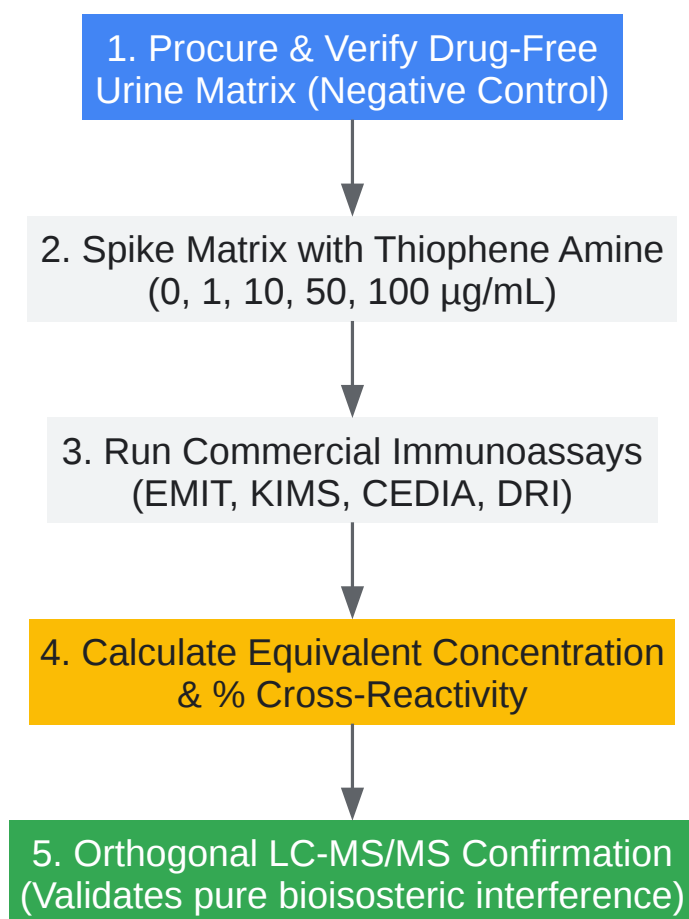 1. Procure & Verify Drug-Free
Urine Matrix (Negative Control)
2. Spike Matrix with Thiophene Amine
(0, 1, 10, 50, 100 µg/mL)
3. Run Commercial Immunoassays
(EMIT, KIMS, CEDIA, DRI)
4. Calculate Equivalent Concentration
& % Cross-Reactivity
5. Orthogonal LC-MS/MS Confirmation
(Validates pure bioisosteric interference)